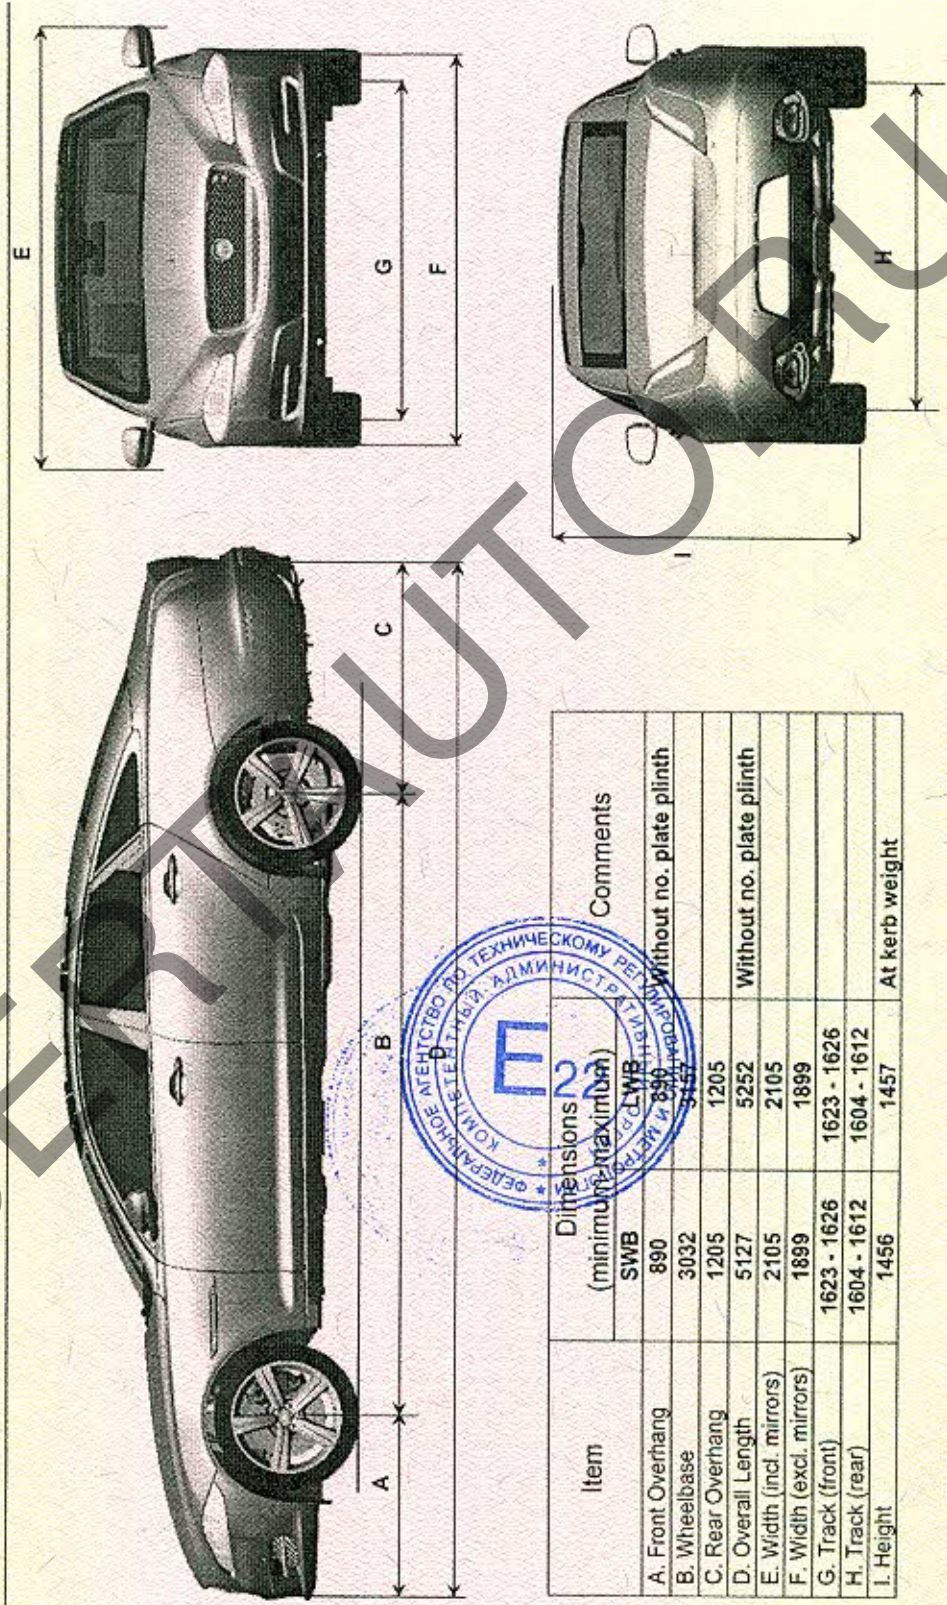 E
G
F
H
I
A
B
C
D
Item
Dimensions
(minimum-maximum)
Comments
SWB LWB
A. Front Overhang 890 890 Without no. plate plinth
B. Wheelbase 3032 3157
C. Rear Overhang 1205 1205
D. Overall Length 5127 5252 Without no. plate plinth
E. Width (incl. mirrors) 2105 2105
F. Width (excl. mirrors) 1899 1899
G. Track (front) 1623 - 1626 1623 - 1626
H. Track (rear) 1604 - 1612 1604 - 1612
I. Height 1456 1457 At kerb weight
ФЕДЕРАЛЬНОЕ АГЕНТСТВО ПО ТЕХНИЧЕСКОМУ РЕГУЛИРОВАНИЮ И МЕТРОЛОГИИ
КОМПЕТЕНТНЫЙ АДМИНИСТРАТИВНЫЙ
E22
SERTAUTO.RU